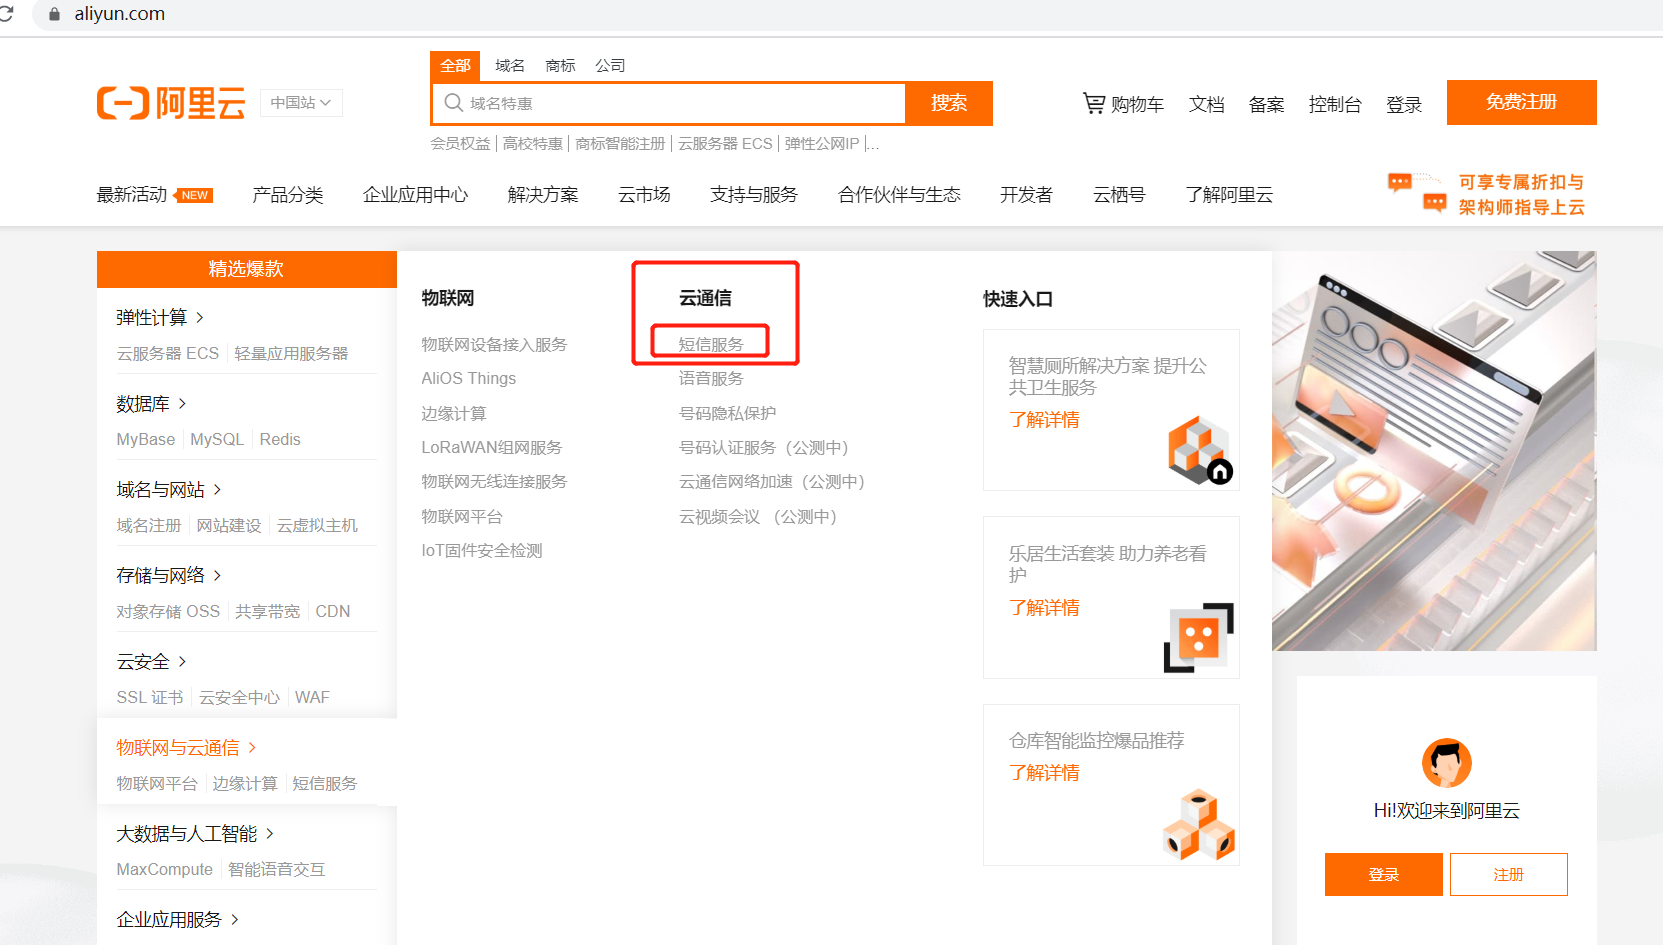 aliyun.com
全部 域名 商标 公司
阿里云 中国站
域名特惠 搜索
购物车 文档 备案 控制台 登录 免费注册
会员权益 | 高校特惠 | 商标智能注册 | 云服务器 ECS | 弹性公网IP |...
最新活动 NEW 产品分类 企业应用中心 解决方案 云市场 支持与服务 合作伙伴与生态 开发者 云栖号 了解阿里云
可享专属折扣与
架构师指导上云
精选爆款
弹性计算 >
云服务器 ECS 轻量应用服务器
数据库 >
MyBase MySQL Redis
域名与网站 >
域名注册 网站建设 云虚拟主机
存储与网络 >
对象存储 OSS 共享带宽 CDN
云安全 >
SSL 证书 云安全中心 WAF
物联网与云通信 >
物联网平台 边缘计算 短信服务
大数据与人工智能 >
MaxCompute 智能语音交互
企业应用服务 >
物联网
物联网设备接入服务
AliOS Things
边缘计算
LoRaWAN组网服务
物联网无线连接服务
物联网平台
IoT固件安全检测
云通信
短信服务
语音服务
号码隐私保护
号码认证服务（公测中）
云通信网络加速（公测中）
云视频会议 （公测中）
快速入口
智慧厕所解决方案 提升公
共卫生服务
了解详情
乐居生活套装 助力养老看
护
了解详情
仓库智能监控爆品推荐
了解详情
Hi!欢迎来到阿里云
登录 注册